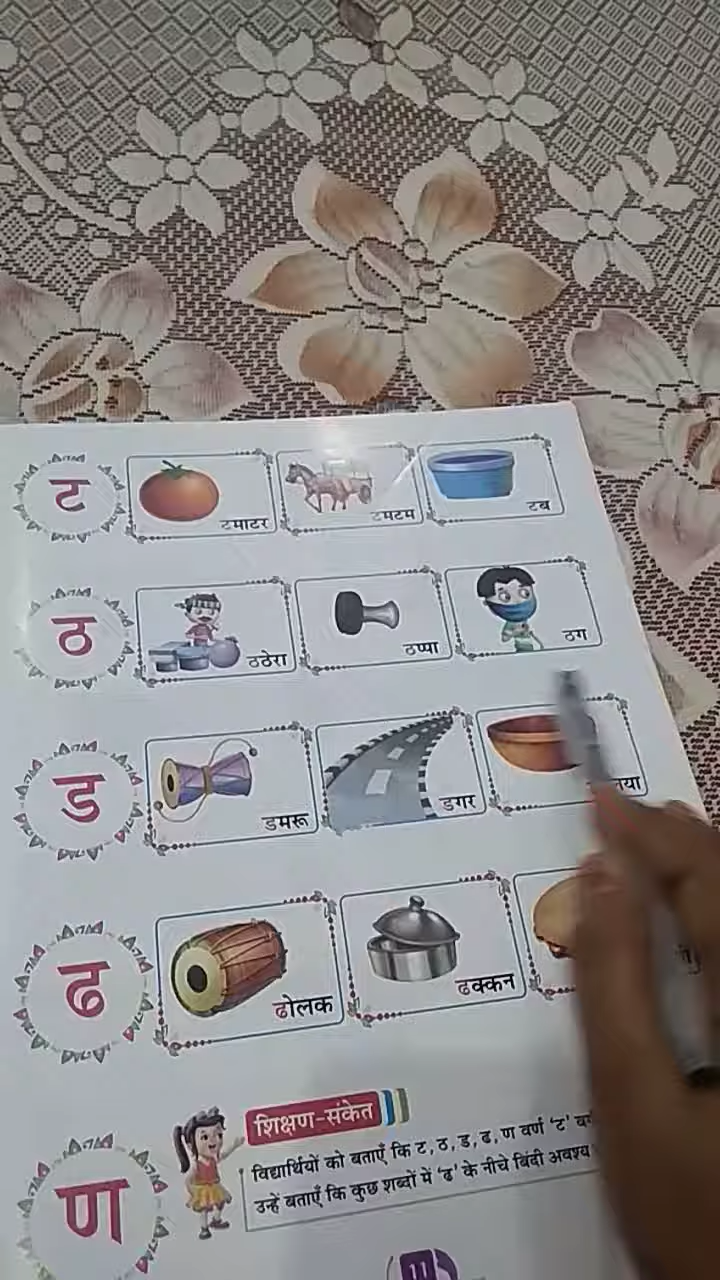 ट
टमाटर
टमटम
टब
ठ
ठठेरा
ठप्पा
ठग
ड
डमरू
डगर
ढ
ढोलक
ढक्कन
ण
शिक्षण-संकेत
विद्यार्थियों को बताएँ कि ट, ठ, ड, ढ, ण वर्ण ‘ट’
उन्हें बताएँ कि कुछ शब्दों में ‘ढ’ के नीचे बिंदी अवश्य
11